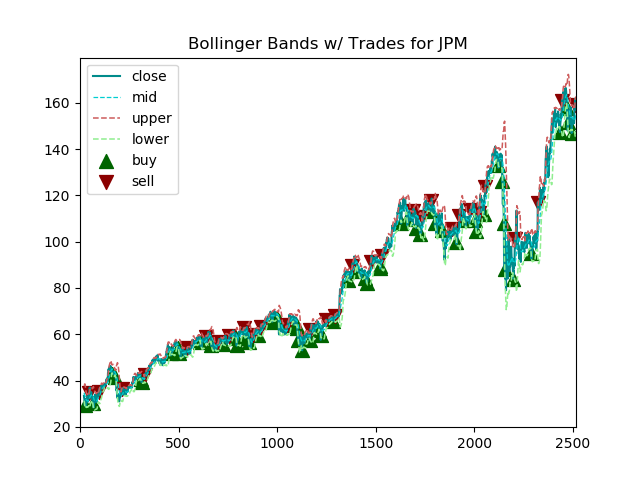 Bollinger Bands w/ Trades for JPM
close
mid
upper
lower
buy
sell
160
140
120
100
80
60
40
20
0 500 1000 1500 2000 2500